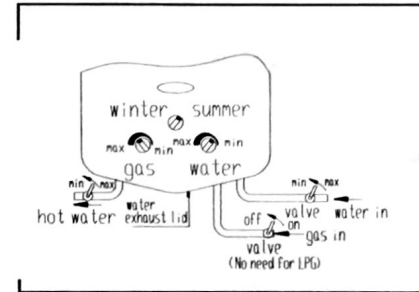 winter summer
max min max min
gas water
min max
hot water
water
exhaust lid
min max
valve
water in
off on
gas in
valve
(No need for LPG)